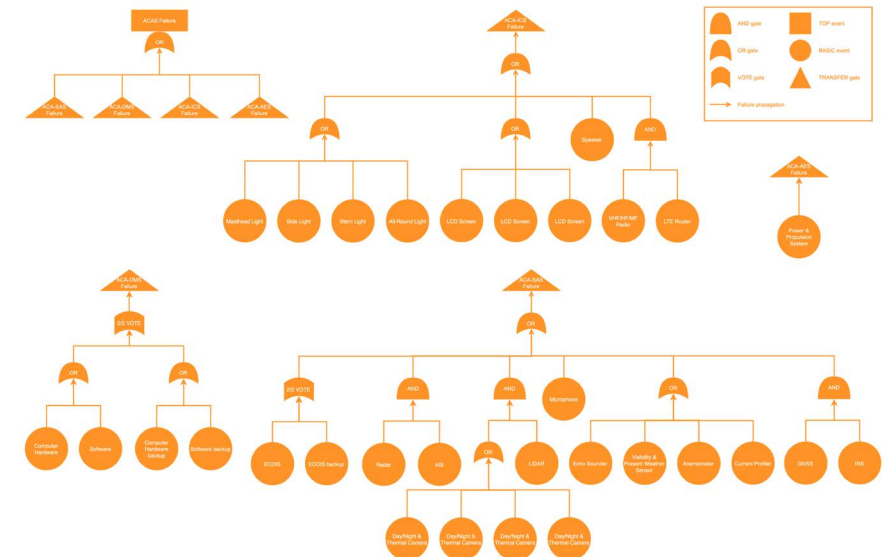 ACAS Failure
OR
ACA-SAS
Failure
ACA-DMS
Failure
ACA-ICS
Failure
ACA-AES
Failure
ACA-ICS
Failure
OR
OR
OR
Speaker
AND
Masthead Light
Side Light
Stern Light
All-Round Light
LCD Screen
LCD Screen
LCD Screen
VHF/HF/MF
Radio
LTE Router
AND gate
TOP event
OR gate
BASIC event
VOTE gate
TRANSFER gate
Failure propagation
ACA-AES
Failure
Power &
Propulsion
System
ACA-DMS
Failure
VOTE
OR
OR
Computer
Hardware
Software
Computer
Hardware
backup
Software backup
ACA-SAS
Failure
OR
VOTE
AND
AND
Microphone
OR
AND
ECDIS
ECDIS backup
Radar
AIS
OR
LiDAR
Echo Sounder
Visibility &
Present Weather
Sensor
Anemometer
Current Profiler
GNSS
INS
Day/Night &
Thermal Camera
Day/Night &
Thermal Camera
Day/Night &
Thermal Camera
Day/Night &
Thermal Camera